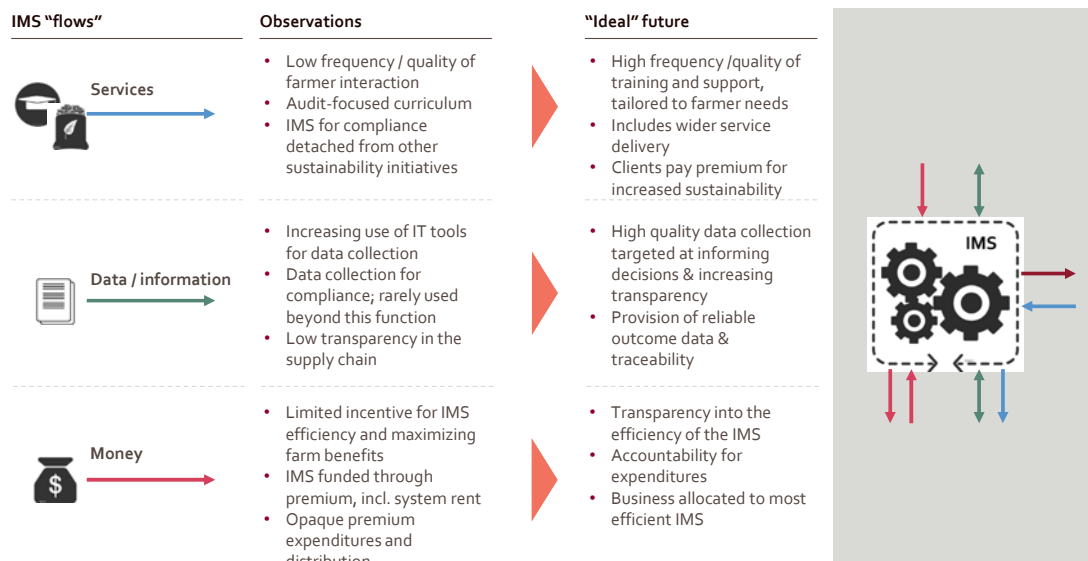 IMS “flows”
Observations
“Ideal” future
Services
• Low frequency / quality of
farmer interaction
• Audit-focused curriculum
• IMS for compliance
detached from other
sustainability initiatives
• High frequency /quality of
training and support,
tailored to farmer needs
• Includes wider service
delivery
• Clients pay premium for
increased sustainability
Data / information
• Increasing use of IT tools
for data collection
• Data collection for
compliance; rarely used
beyond this function
• Low transparency in the
supply chain
• High quality data collection
targeted at informing
decisions & increasing
transparency
• Provision of reliable
outcome data &
traceability
Money
$
• Limited incentive for IMS
efficiency and maximizing
farm benefits
• IMS funded through
premium, incl. system rent
• Opaque premium
expenditures and
distribution
• Transparency into the
efficiency of the IMS
• Accountability for
expenditures
• Business allocated to most
efficient IMS
IMS